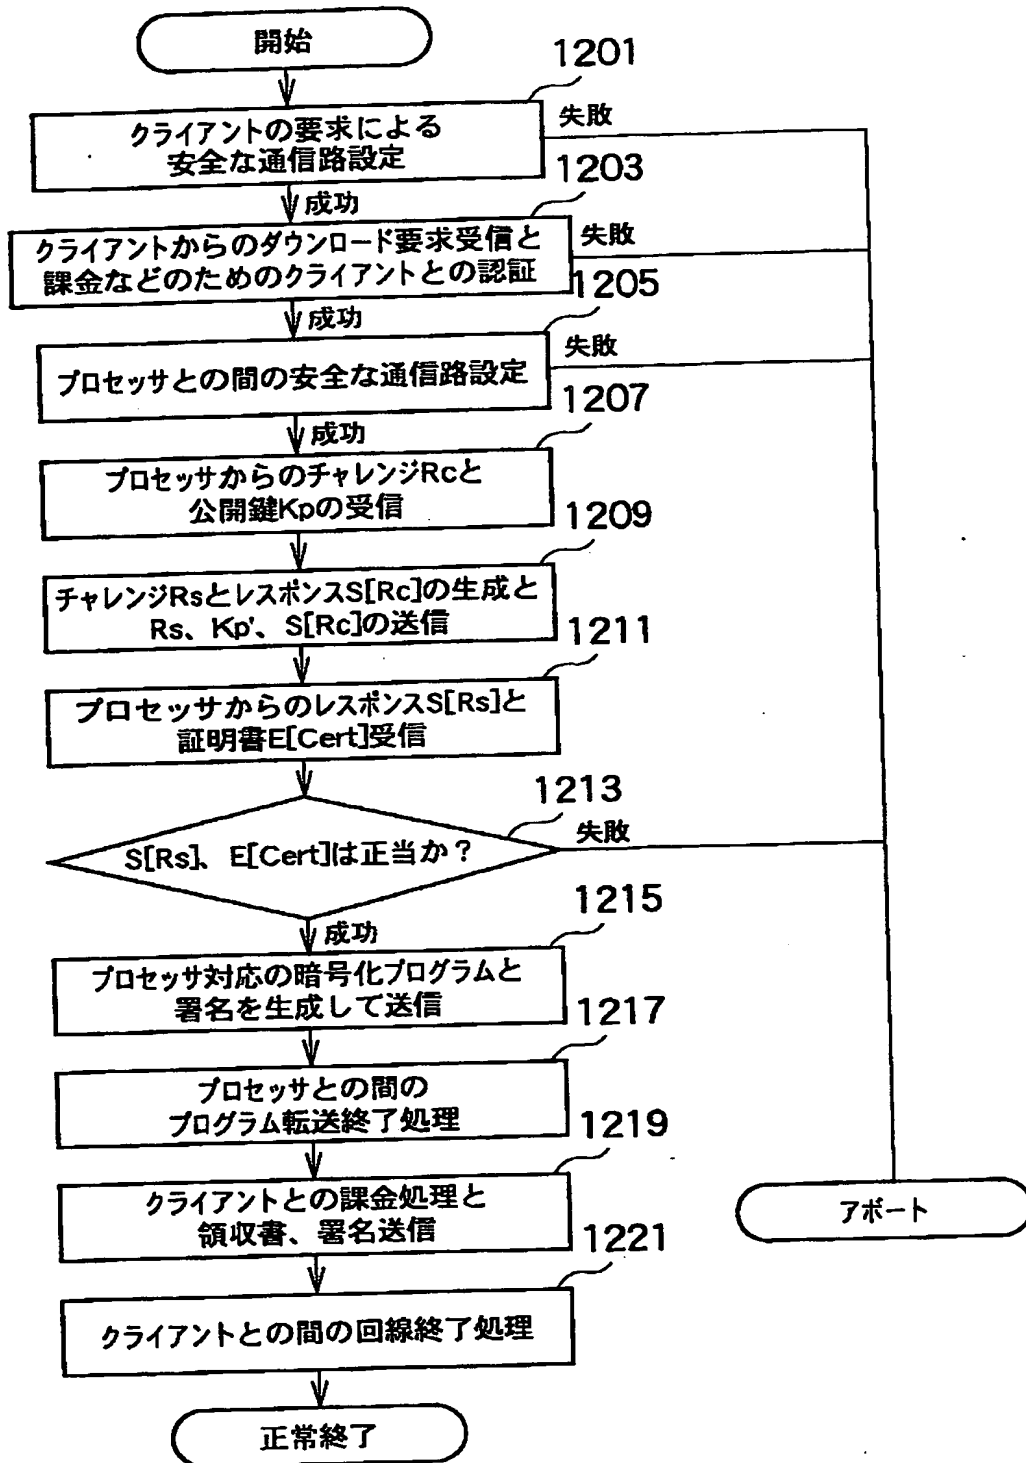 開始
1201
クライアントの要求による
安全な通信路設定
失敗
成功
1203
クライアントからのダウンロード要求受信と
課金などのためのクライアントとの認証
失敗
成功
1205
プロセッサとの間の安全な通信路設定
失敗
成功
1207
プロセッサからのチャレンジRcと
公開鍵Kpの受信
1209
チャレンジRsとレスポンスS[Rc]の生成と
Rs、Kp'、S[Rc]の送信
1211
プロセッサからのレスポンスS[Rs]と
証明書E[Cert]受信
1213
S[Rs]、E[Cert]は正当か？
失敗
成功
1215
プロセッサ対応の暗号化プログラムと
署名を生成して送信
1217
プロセッサとの間の
プログラム転送終了処理
1219
クライアントとの課金処理と
領収書、署名送信
1221
クライアントとの間の回線終了処理
アボート
正常終了